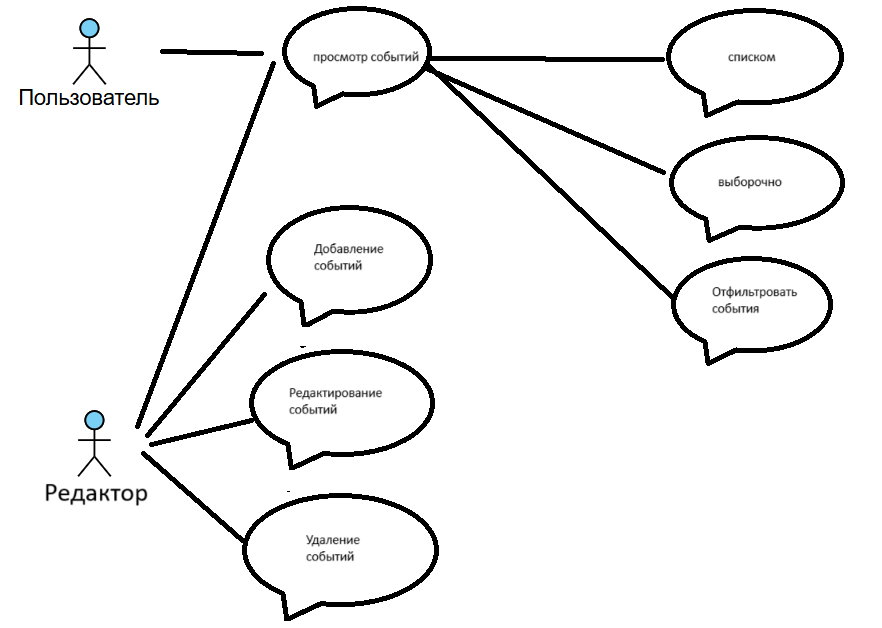 Пользователь
просмотр событий
списком
выборочно
Отфильтровать
события
Добавление
событий
Редактирование
событий
Редактор
Удаление
событий